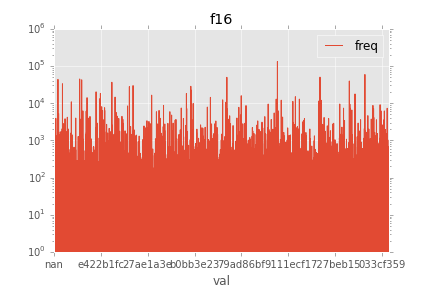 f16
freq
10^6
10^5
10^4
10^3
10^2
10^1
10^0
nan
e422b1fc
27ae1a3e
b0bb3e23
79ad86bf
9111ecf1
727beb15
033cf359
val